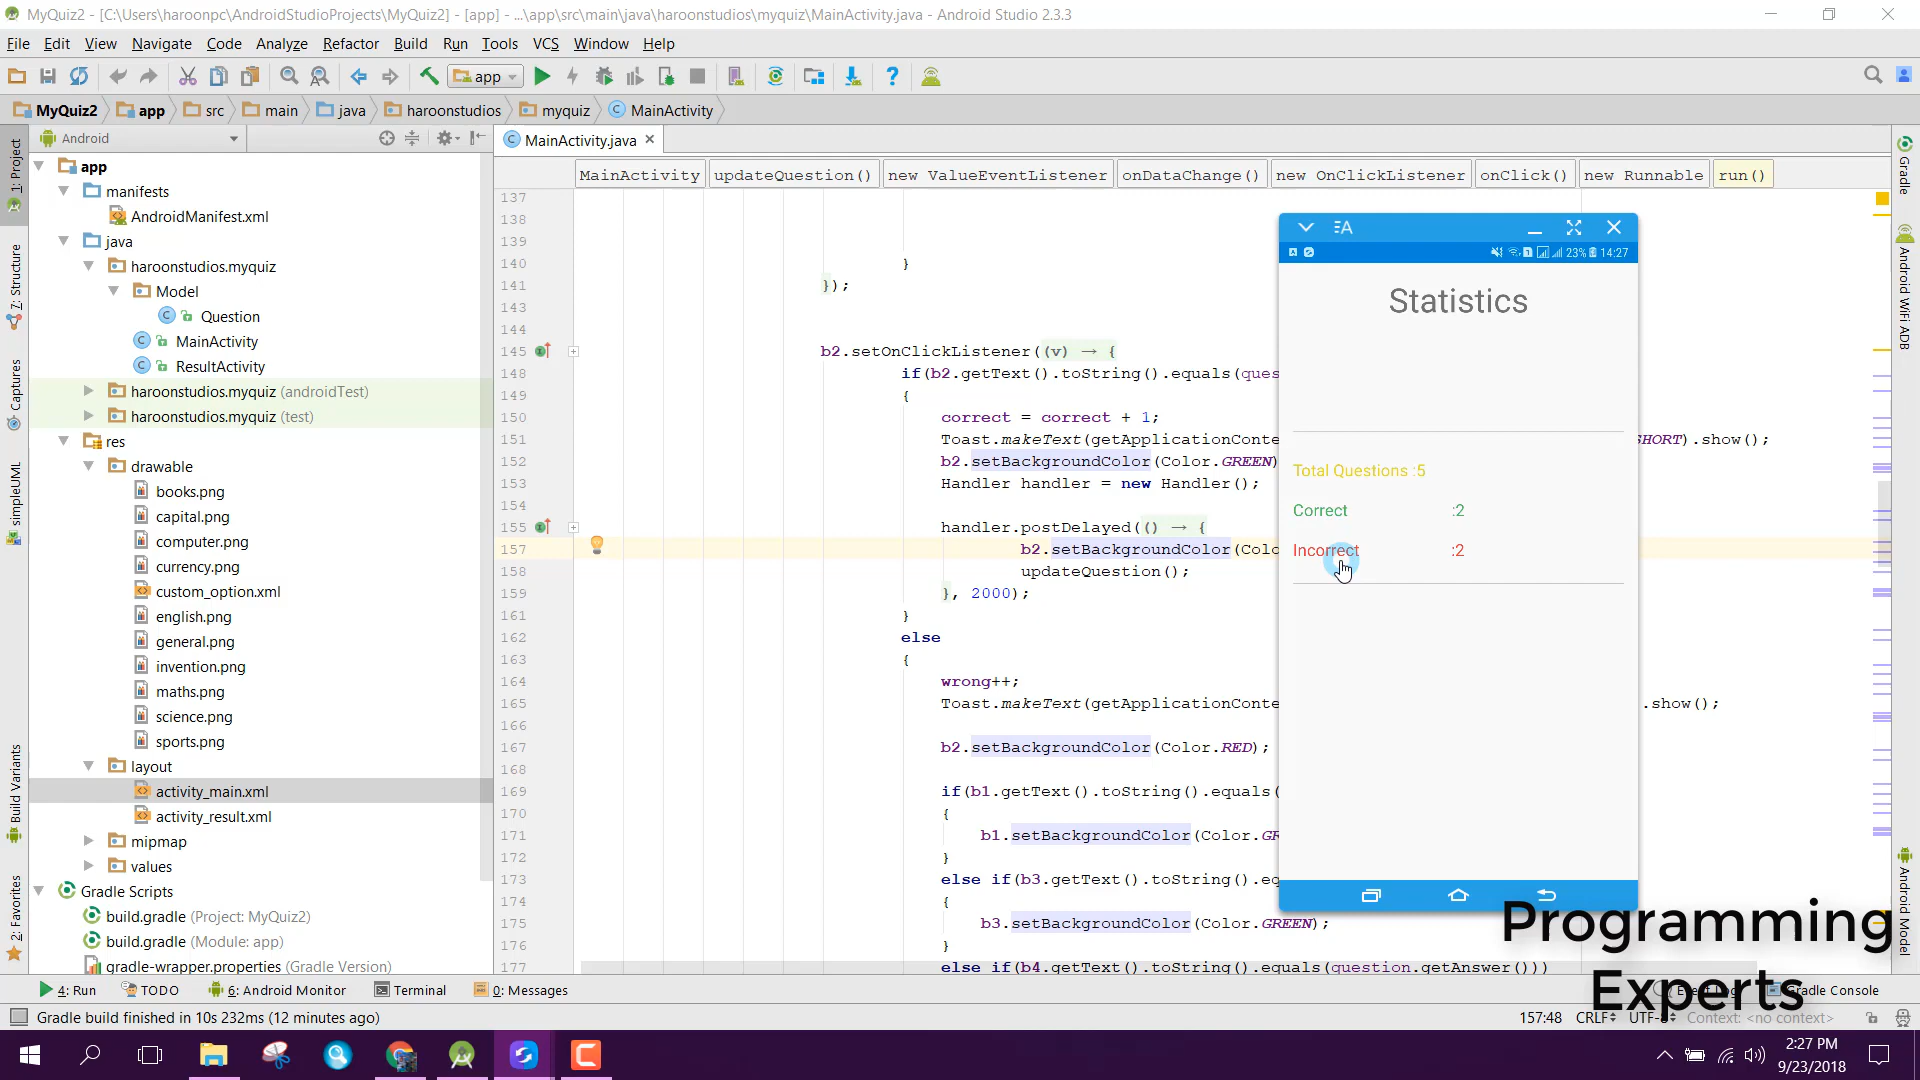 MyQuiz2 - [C:\Users\haroonpc\AndroidStudioProjects\MyQuiz2] - [app] - ...\app\src\main\java\haroonstudios\myquiz\MainActivity.java - Android Studio 2.3.3
File Edit View Navigate Code Analyze Refactor Build Run Tools VCS Window Help
app
MyQuiz2 app src main java haroonstudios myquiz MainActivity
Android
MainActivity.java
MainActivity updateQuestion() new ValueEventListener onDataChange() new OnClickListener onClick() new Runnable run()
1: Project
7: Structure
Captures
simpleUML
Build Variants
2: Favorites
app
manifests
AndroidManifest.xml
java
haroonstudios.myquiz
Model
Question
MainActivity
ResultActivity
haroonstudios.myquiz (androidTest)
haroonstudios.myquiz (test)
res
drawable
books.png
capital.png
computer.png
currency.png
custom_option.xml
english.png
general.png
invention.png
maths.png
science.png
sports.png
layout
activity_main.xml
activity_result.xml
mipmap
values
Gradle Scripts
build.gradle (Project: MyQuiz2)
build.gradle (Module: app)
gradle-wrapper.properties (Gradle Version)
137
138
139
140 }
141 });
143
144
145 b2.setOnClickListener((v) → {
148 if(b2.getText().toString().equals(ques
149 {
150 correct = correct + 1;
151 Toast.makeText(getApplicationConte SHORT).show();
152 b2.setBackgroundColor(Color.GREEN)
153 Handler handler = new Handler();
154
155 handler.postDelayed(() → {
157 b2.setBackgroundColor(Colo
158 updateQuestion();
159 }, 2000);
161 }
162 else
163 {
164 wrong++;
165 Toast.makeText(getApplicationConte .show();
166
167 b2.setBackgroundColor(Color.RED);
168
169 if(b1.getText().toString().equals(
170 {
171 b1.setBackgroundColor(Color.GR
172 }
173 else if(b3.getText().toString().eq
174 {
175 b3.setBackgroundColor(Color.GREEN);
176 }
177 else if(b4.getText().toString().equals(question.getAnswer()))
23% 14:27
Statistics
Total Questions :5
Correct :2
Incorrect :2
Gradle
Android WiFi ADB
Android Model
Programming
Experts
4: Run TODO 6: Android Monitor Terminal 0: Messages Gradle Console
Gradle build finished in 10s 232ms (12 minutes ago) 157:48 CRLF UTF-8 Context: <no context>
2:27 PM
9/23/2018